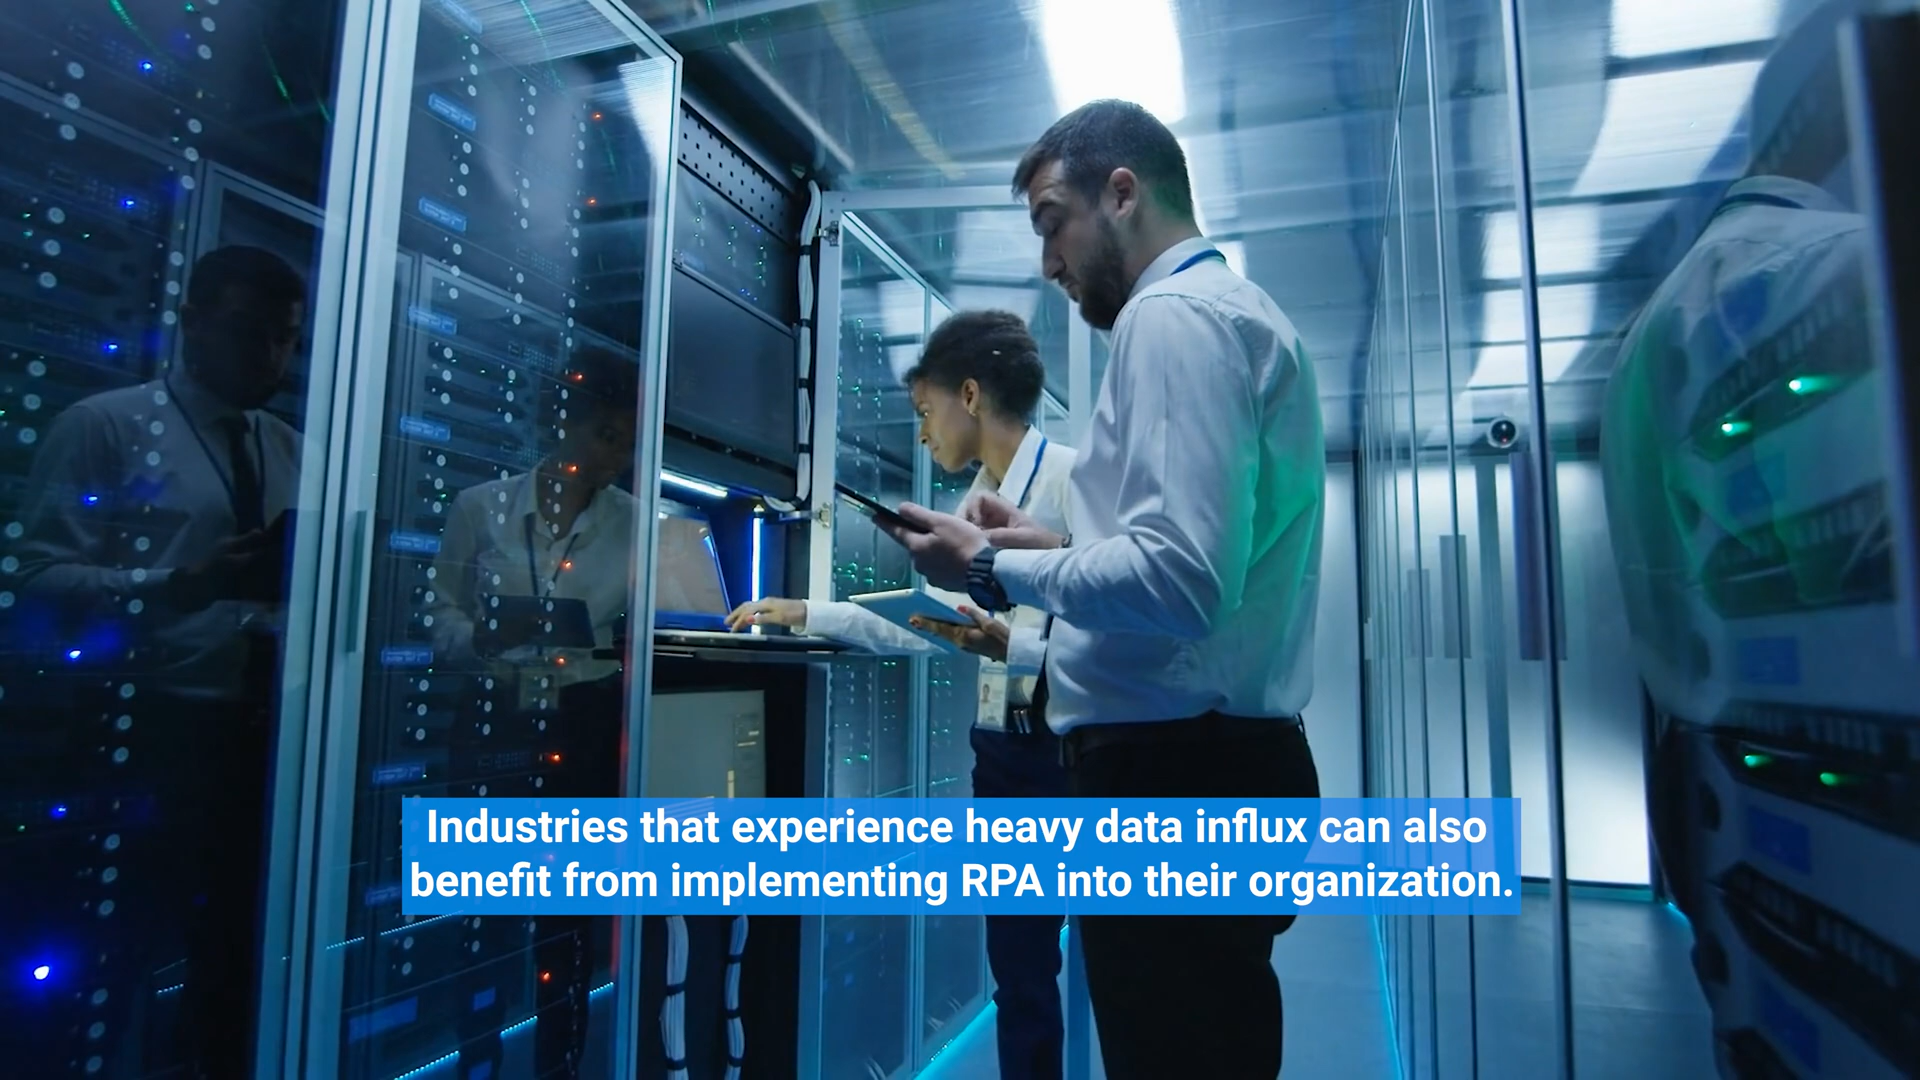 Industries that experience heavy data influx can also
benefit from implementing RPA into their organization.